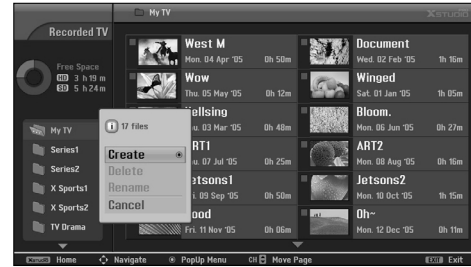 My TV
XSTUDIO
Recorded TV
Free Space
HD 3 h 19 m
SD 5 h 24 m
West M
Mon. 04 Apr '05 0h 50m
Document
Wed. 02 Feb '05 1h 16m
Wow
Thu. 05 May '05 0h 12m
Winged
Sat. 01 Jan '05 1h 05m
Hellsing
Thu. 03 Mar '05 0h 48m
Bloom.
Mon. 06 Jun '05 0h 27m
ART1
u. 07 Jul '05 0h 25m
ART2
Mon. 08 Aug '05 0h 16m
etsons1
i. 09 Sep '05 0h 50m
Jetsons2
Mon. 10 Oct '05 1h 15m
ood
Fri. 11 Nov '05 0h 06m
Oh~
Mon. 12 Dec '05 0h 11m
My TV
Series1
Series2
X Sports1
X Sports2
TV Drama
17 files
Create
Delete
Rename
Cancel
XSTUDIO Home Navigate PopUp Menu CH Move Page EXIT Exit